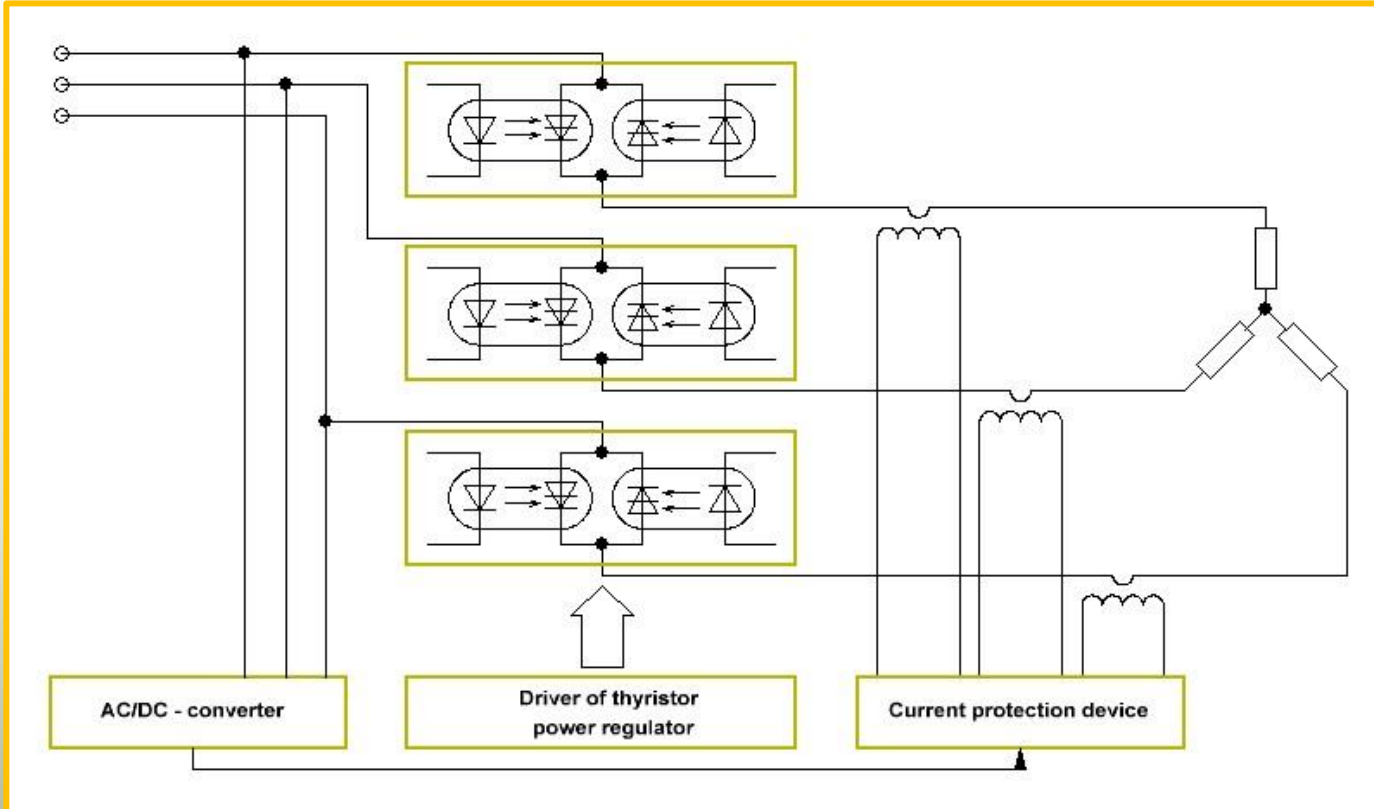 AC/DC - converter
Driver of thyristor
power regulator
Current protection device